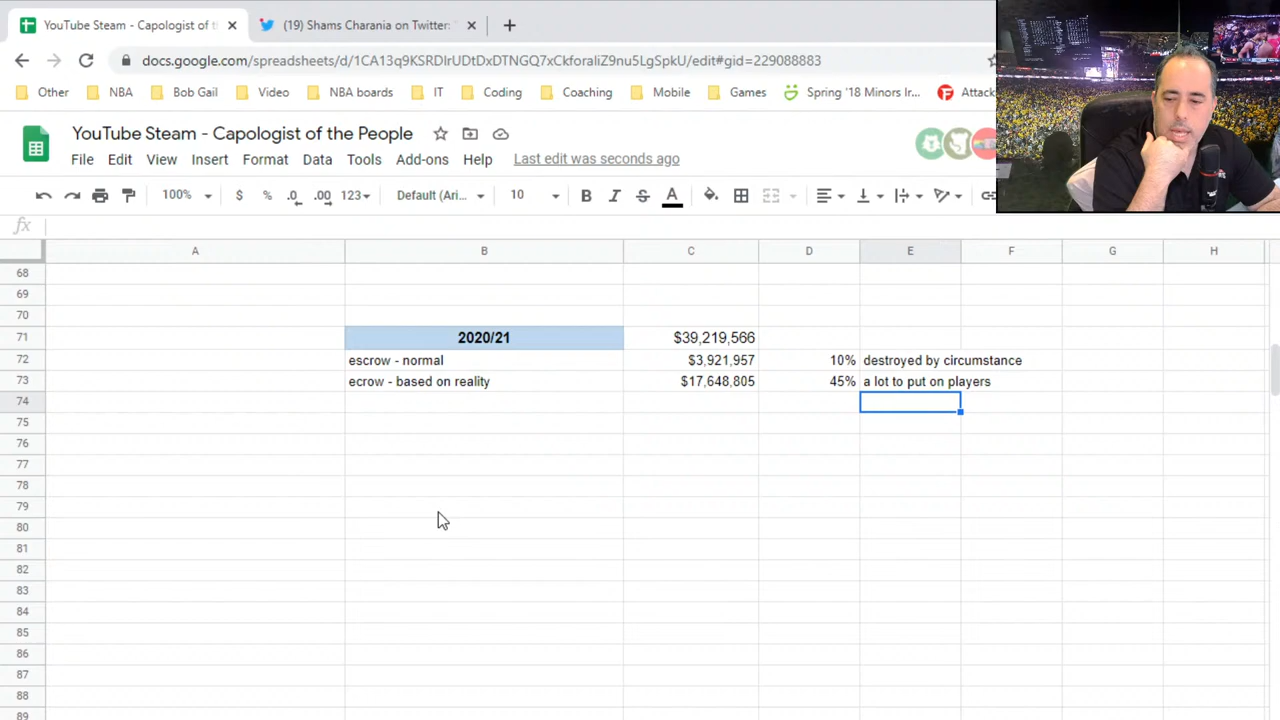 YouTube Steam - Capologist of t
(19) Shams Charania on Twitter: "
docs.google.com/spreadsheets/d/1CA13q9KSRDIrUDtDxDTNGQ7xCkforaIiZ9nu5LgSpkU/edit#gid=229088883
Other NBA Bob Gail Video NBA boards IT Coding Coaching Mobile Games Spring '18 Minors Ir... Attack
YouTube Steam - Capologist of the People
File Edit View Insert Format Data Tools Add-ons Help Last edit was seconds ago
100% $ % .0 .00 123 Default (Ari... 10 B I S A
fx
A B C D E F G H
68
69
70
71 2020/21 $39,219,566
72 escrow - normal $3,921,957 10% destroyed by circumstance
73 ecrow - based on reality $17,648,805 45% a lot to put on players
74
75
76
77
78
79
80
81
82
83
84
85
86
87
88
89